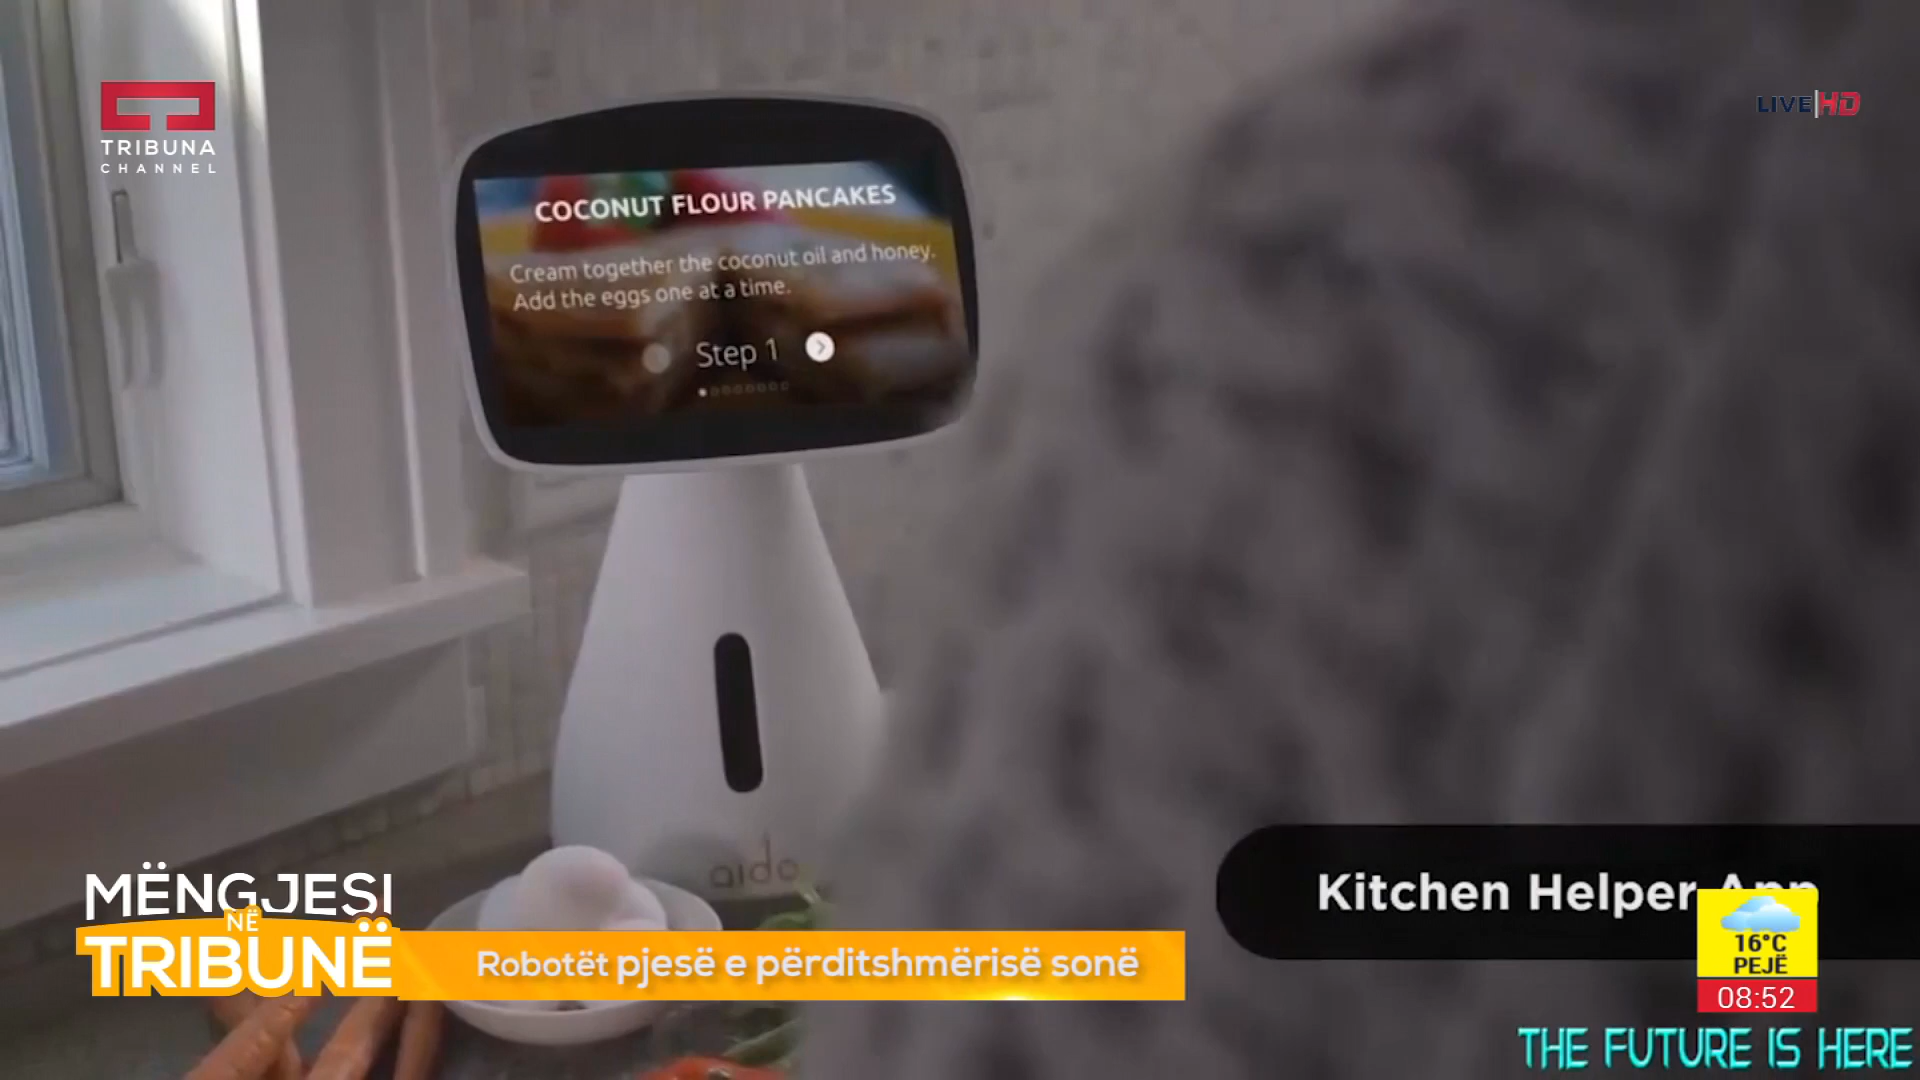 TRIBUNA
CHANNEL
LIVE HD
COCONUT FLOUR PANCAKES
Cream together the coconut oil and honey.
Add the eggs one at a time.
Step 1
aido
Kitchen Helper App
MËNGJESI
NË
TRIBUNË
Robotët pjesë e përditshmërisë sonë
16°C
PEJË
08:52
THE FUTURE IS HERE